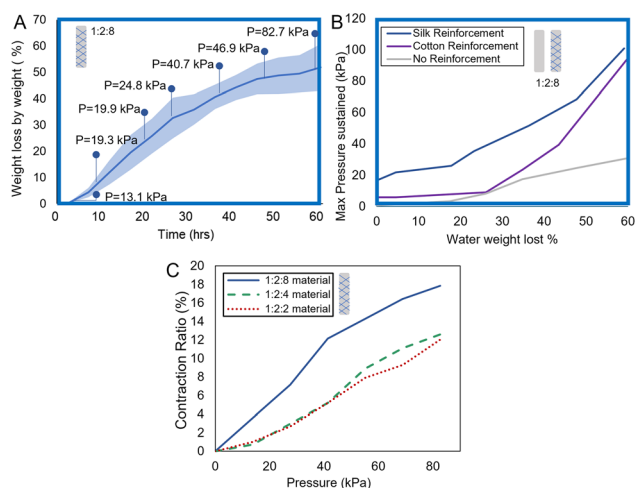 A
1:2:8
Weight loss by weight ( %)
70
60
50
40
30
20
10
0
P=82.7 kPa
P=46.9 kPa
P=40.7 kPa
P=24.8 kPa
P=19.9 kPa
P=19.3 kPa
P=13.1 kPa
0 10 20 30 40 50 60
Time (hrs)
B
Max Pressure sustained (kPa)
120
100
80
60
40
20
0
Silk Reinforcement
Cotton Reinforcement
No Reinforcement
1:2:8
0 10 20 30 40 50 60
Water weight lost %
C
Contraction Ratio (%)
20
18
16
14
12
10
8
6
4
2
0
1:2:8 material
1:2:4 material
1:2:2 material
0 20 40 60 80 100
Pressure (kPa)